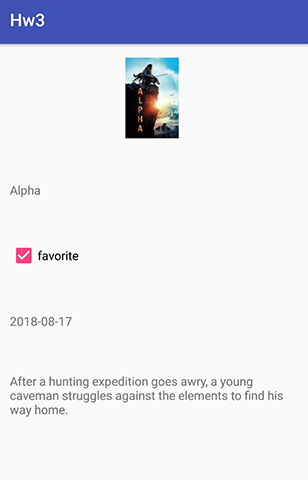 Hw3
ALPHA
Alpha
favorite
2018-08-17
After a hunting expedition goes awry, a young
caveman struggles against the elements to find his
way home.